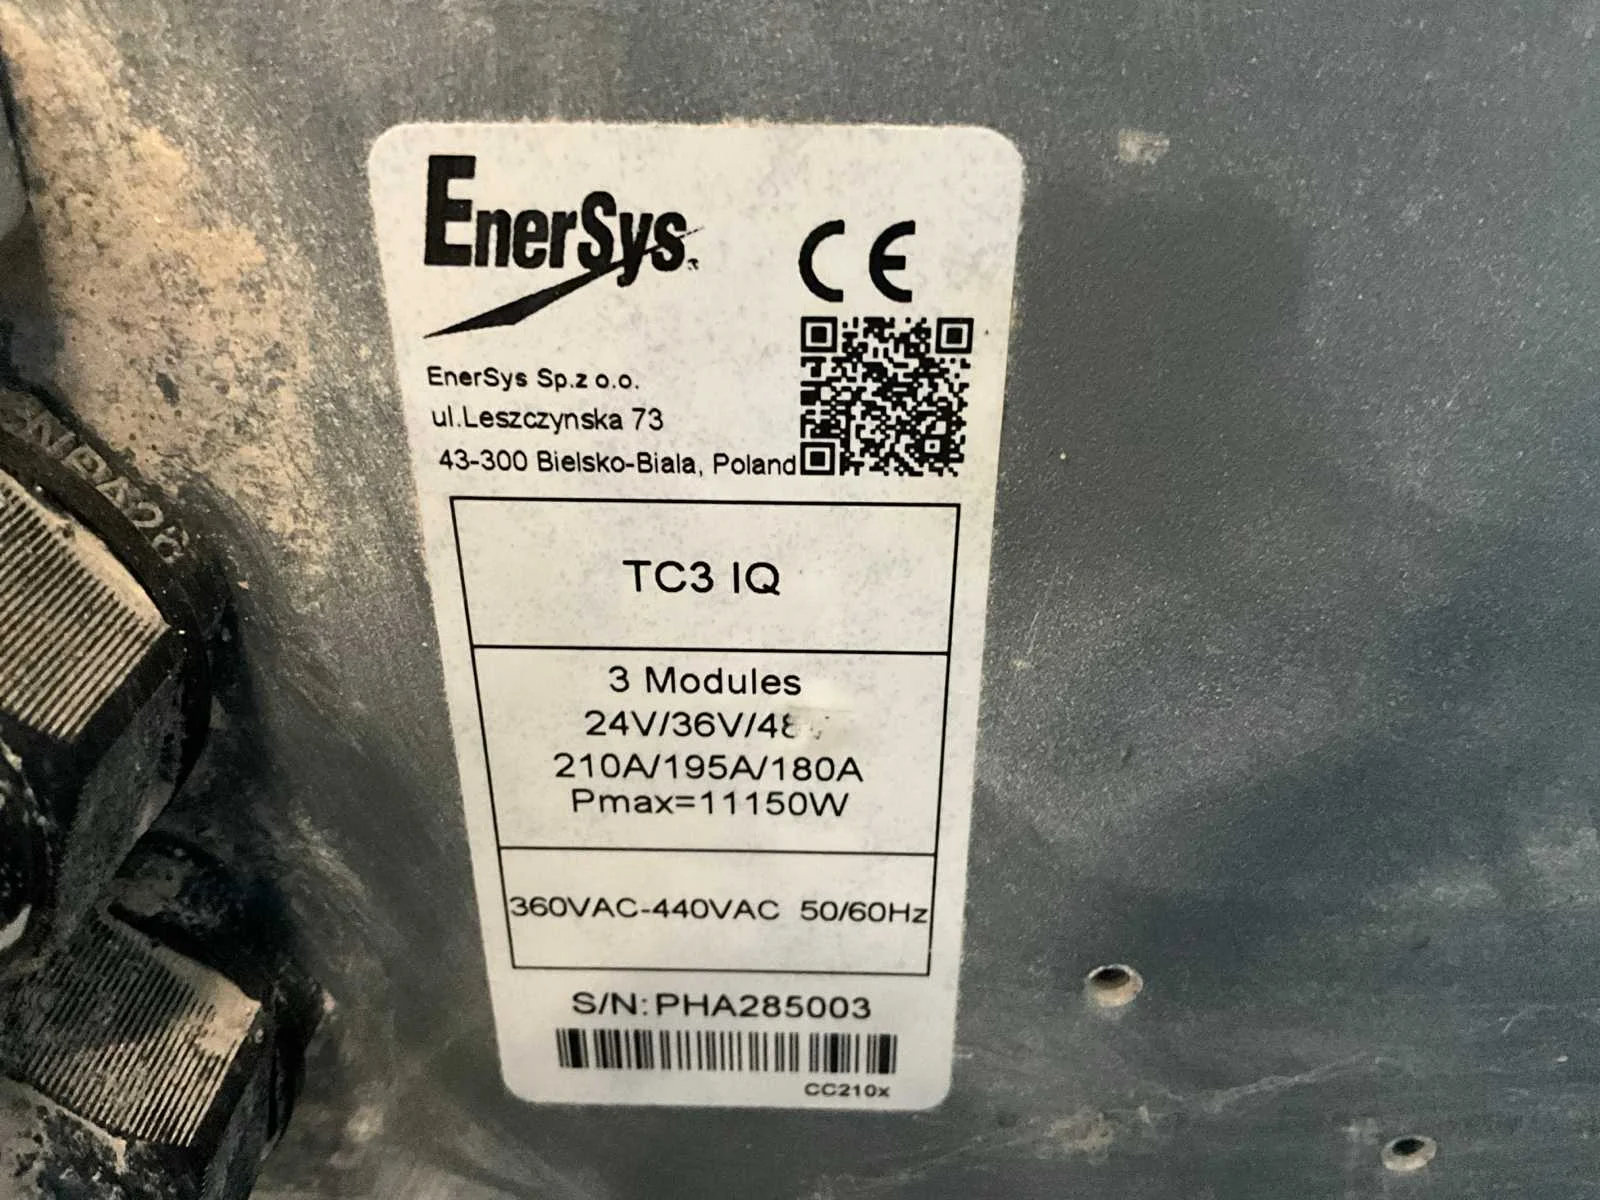 EnerSys
CE
EnerSys Sp.z o.o.
ul.Leszczynska 73
43-300 Bielsko-Biala, Poland
TC3 IQ
3 Modules
24V/36V/48
210A/195A/180A
Pmax=11150W
360VAC-440VAC 50/60Hz
S/N:PHA285003
CC210x